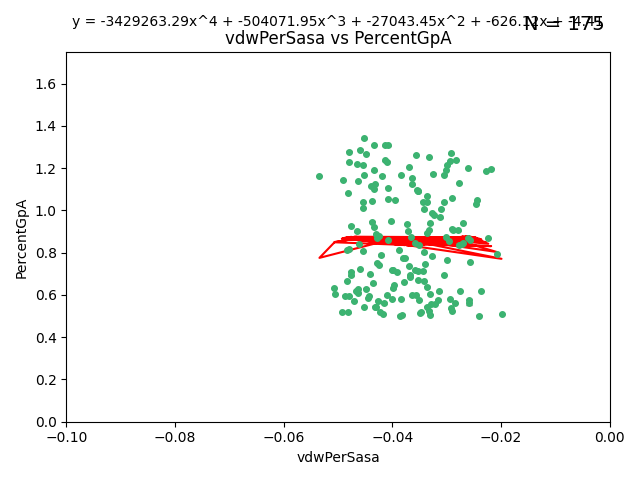 y = -3429263.29x^4 + -504071.95x^3 + -27043.45x^2 + -626.12x +
N = 175
vdwPerSasa vs PercentGpA
PercentGpA
1.6
1.4
1.2
1.0
0.8
0.6
0.4
0.2
0.0
−0.10 −0.08 −0.06 −0.04 −0.02 0.00
vdwPerSasa